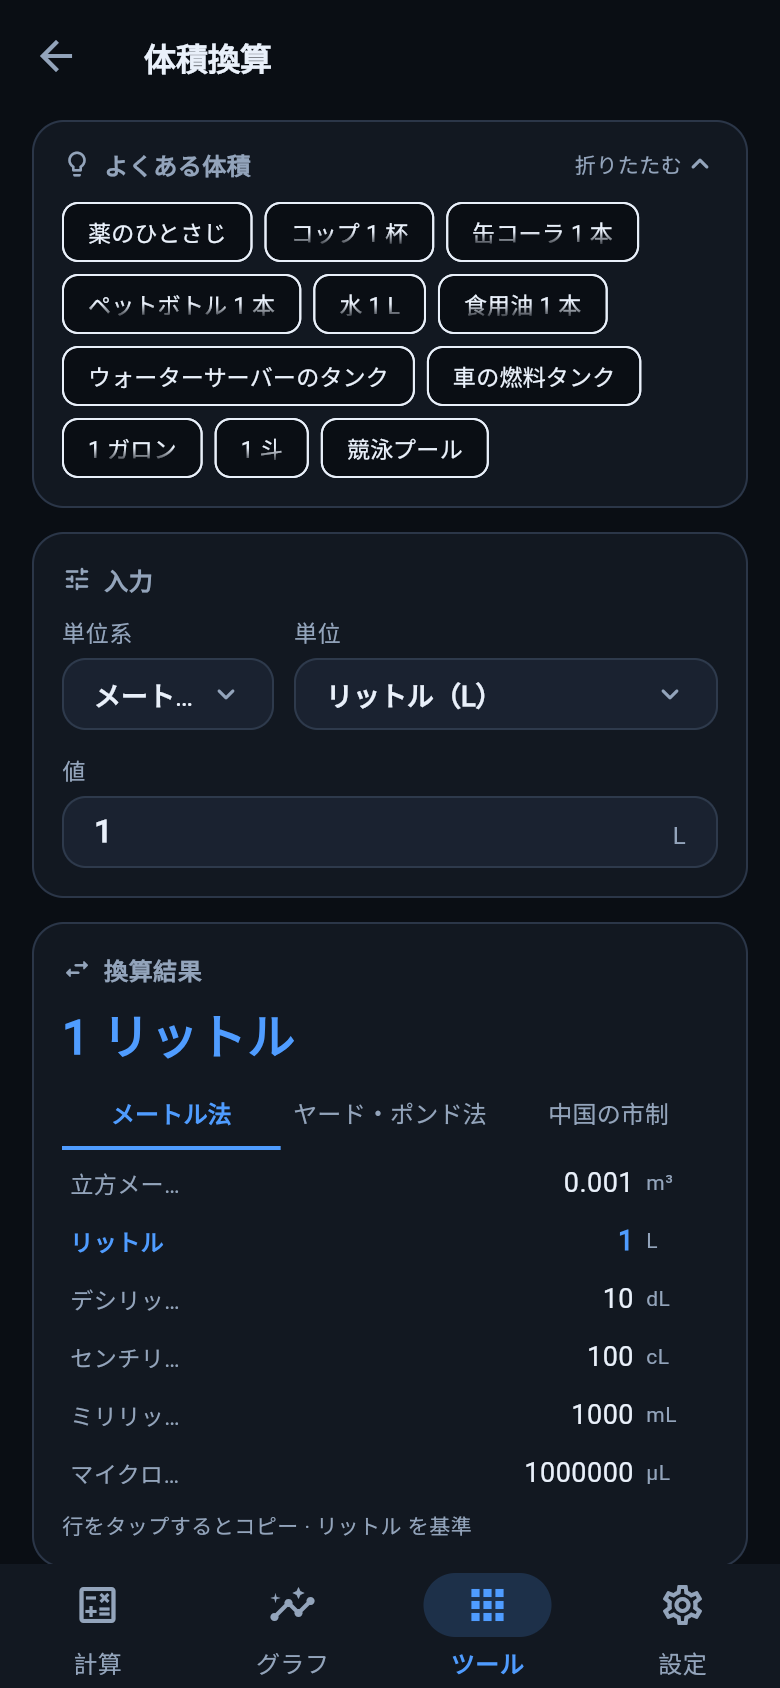 体積換算
よくある体積
折りたたむ
薬のひとさじ
コップ 1 杯
缶コーラ 1 本
ペットボトル 1 本
水 1 L
食用油 1 本
ウォーターサーバーのタンク
車の燃料タンク
1 ガロン
1 斗
競泳プール
入力
単位系
単位
メート...
リットル（L）
値
1 L
換算結果
1 リットル
メートル法
ヤード・ポンド法
中国の市制
立方メー... 0.001 m³
リットル 1 L
デシリッ... 10 dL
センチリ... 100 cL
ミリリッ... 1000 mL
マイクロ... 1000000 µL
行をタップするとコピー · リットル を基準
計算
グラフ
ツール
設定